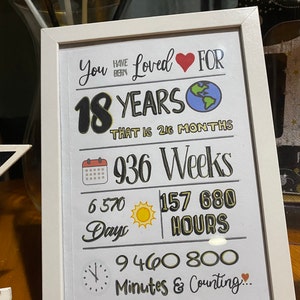 You HAVE BEEN Loved FOR
18 YEARS
THAT IS 216 MONTHS
936 Weeks
6 570 Days
157 680 HOURS
9 460 800
Minutes & Counting...